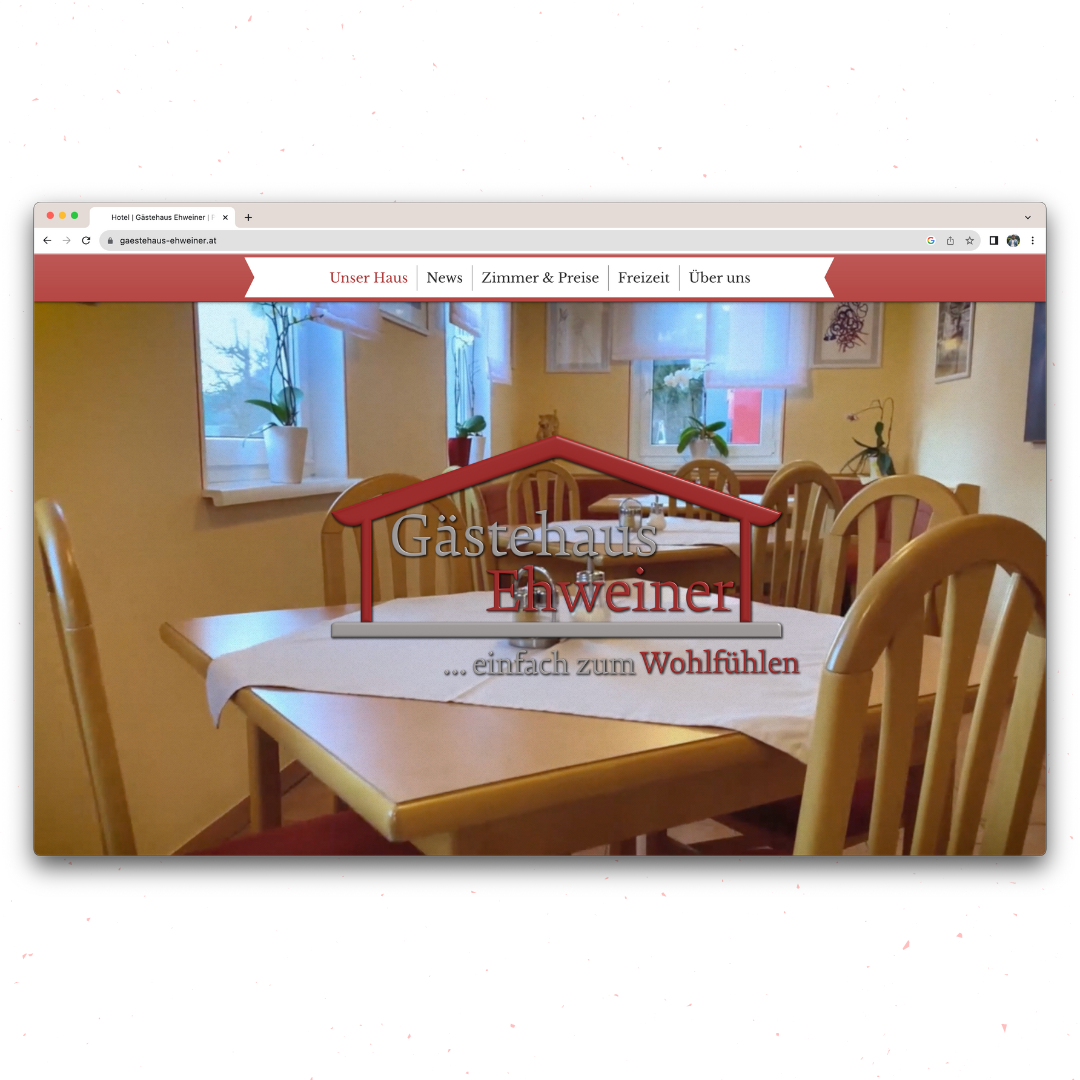 Hotel | Gästehaus Ehweiner |
gaestehaus-ehweiner.at
Unser Haus | News | Zimmer & Preise | Freizeit | Über uns
Gästehaus
Ehweiner
... einfach zum Wohlfühlen